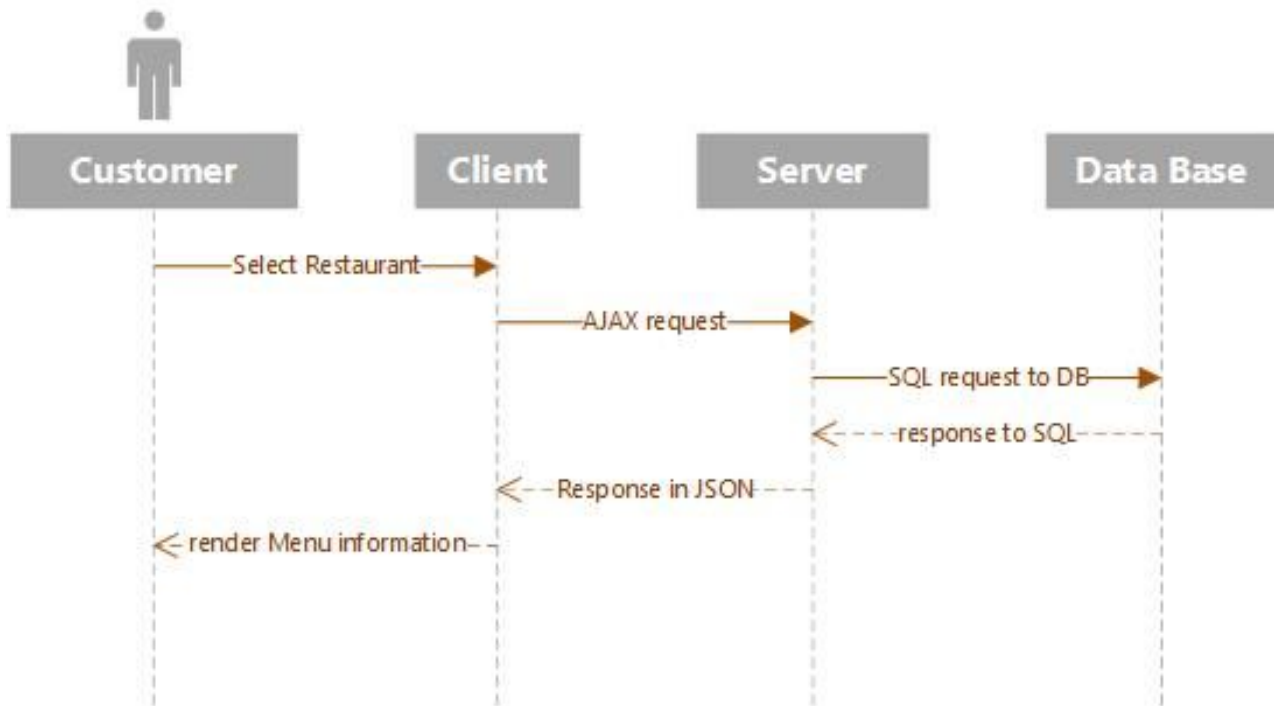 Customer
Client
Server
Data Base
Select Restaurant
AJAX request
SQL request to DB
response to SQL
Response in JSON
render Menu information